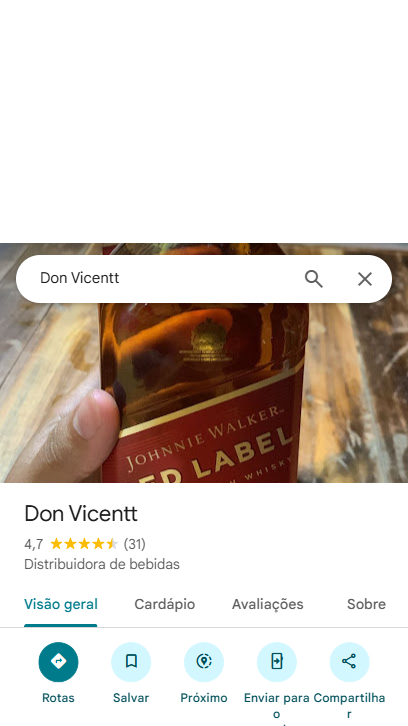 Don Vicentt
JOHNNIE WALKER
RED LABEL
WHISKY
Don Vicentt
4,7 (31)
Distribuidora de bebidas
Visão geral Cardápio Avaliações Sobre
Rotas Salvar Próximo Enviar para o Compartilhar